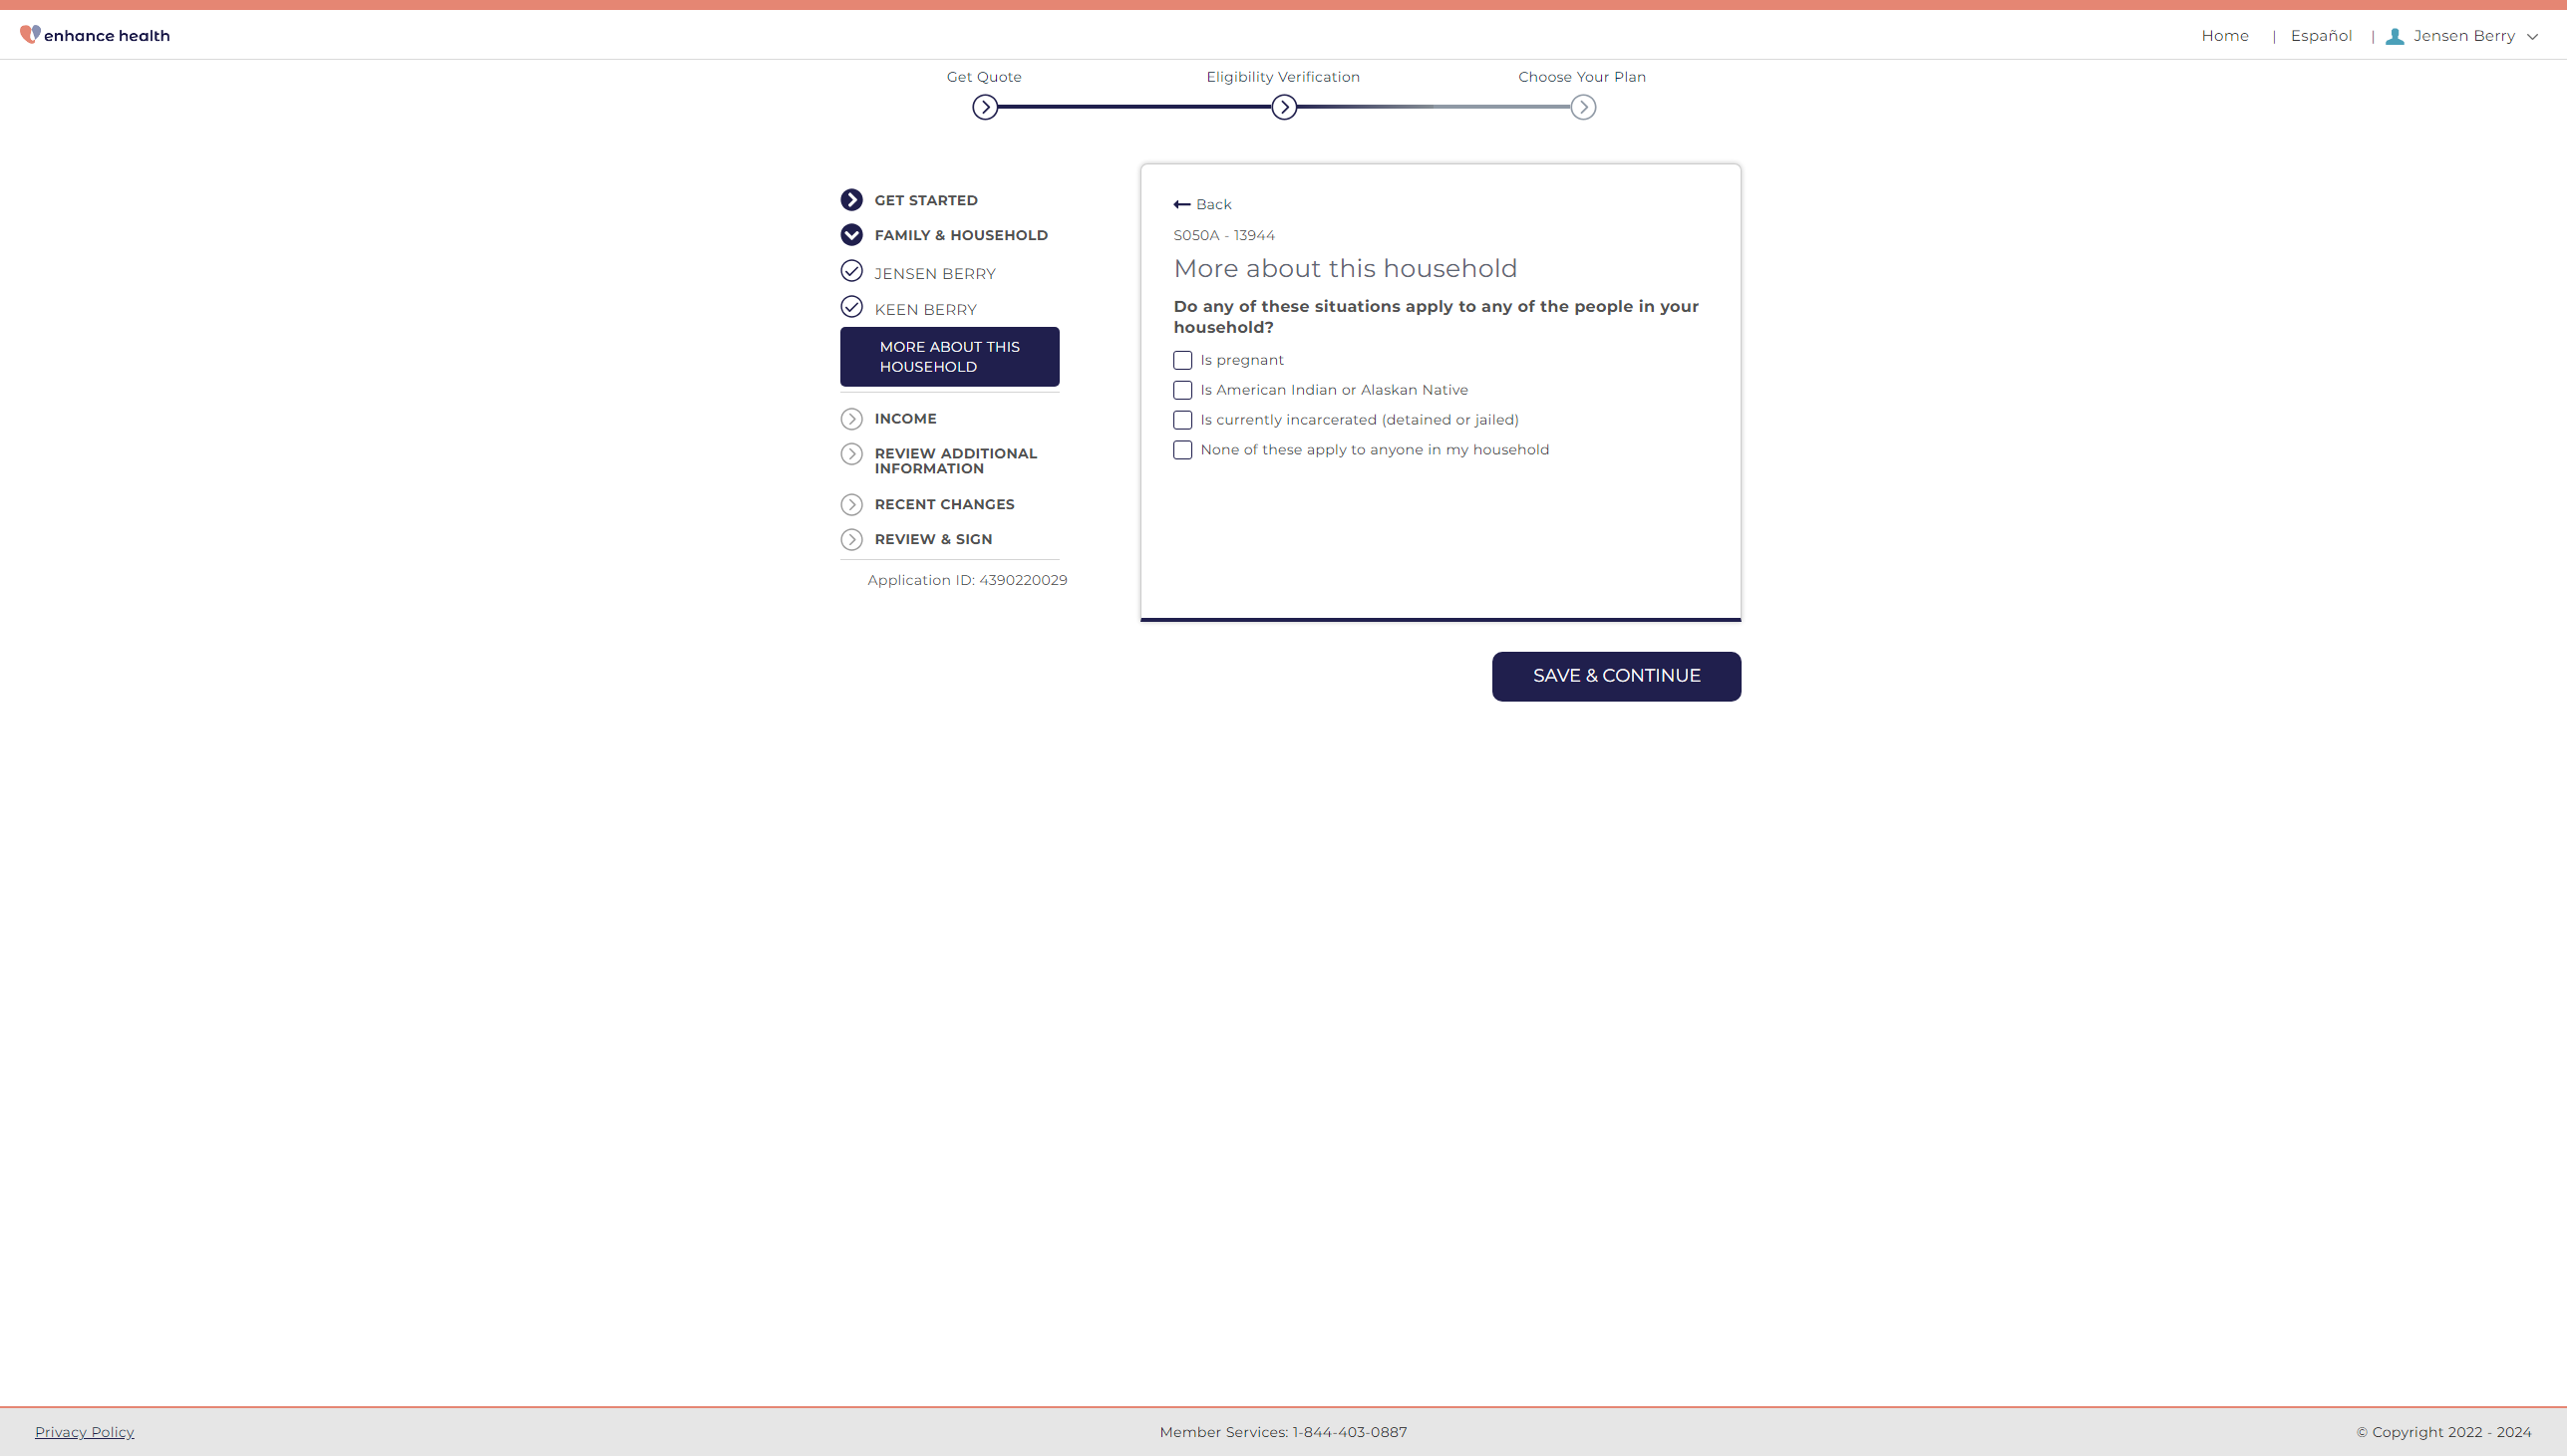 enhance health
Home | Español | Jensen Berry
Get Quote
Eligibility Verification
Choose Your Plan
GET STARTED
FAMILY & HOUSEHOLD
JENSEN BERRY
KEEN BERRY
MORE ABOUT THIS
HOUSEHOLD
INCOME
REVIEW ADDITIONAL
INFORMATION
RECENT CHANGES
REVIEW & SIGN
Application ID: 4390220029
Back
S050A - 13944
More about this household
Do any of these situations apply to any of the people in your
household?
Is pregnant
Is American Indian or Alaskan Native
Is currently incarcerated (detained or jailed)
None of these apply to anyone in my household
SAVE & CONTINUE
Privacy Policy
Member Services: 1-844-403-0887
© Copyright 2022 - 2024